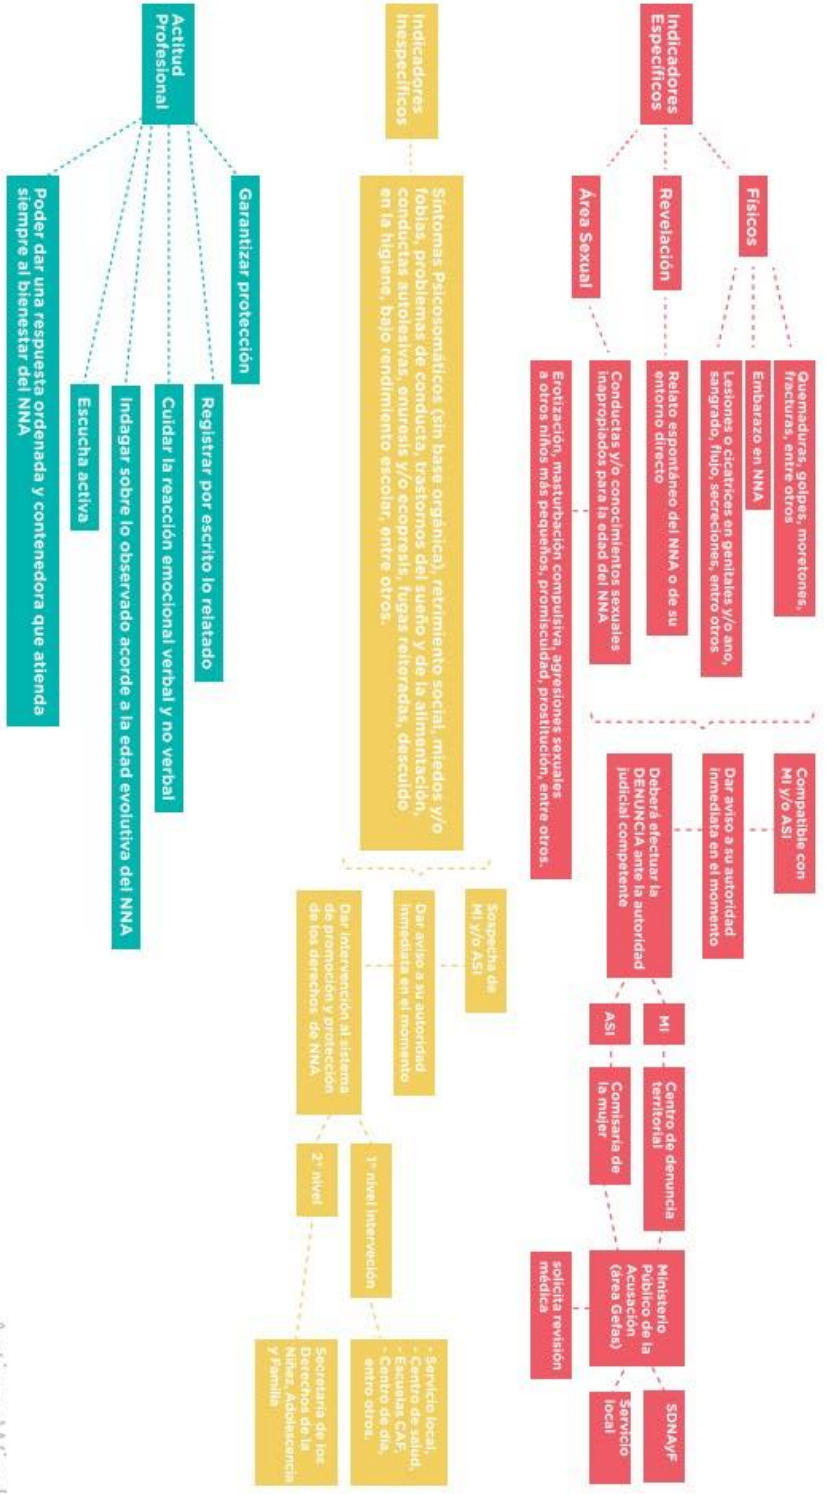 Indicadores
Específicos
Físicos
Quemaduras, golpes, moretones,
fracturas, entre otros
Embarazo en NNA
Lesiones o cicatrices en genitales y/o ano,
sangrado, flujo, secreciones, entro otros
Revelación
Relato espontáneo del NNA o de su
entorno directo
Área Sexual
Conductas y/o conocimientos sexuales
inapropiados para la edad del NNA
Erotización, masturbación compulsiva, agresiones sexuales
a otros niños más pequeños, promiscuidad, prostitución, entre otros.
Compatible con
MI y/o ASI
Dar aviso a su autoridad
inmediata en el momento
Deberá efectuar la
DENUNCIA ante la autoridad
judicial competente
MI
ASI
Centro de denuncia
territorial
Comisaría de
la mujer
Ministerio
Público de la
Acusación
(área Gefas)
solicita revisión
médica
SDNAyF
Servicio
local
Indicadores
Inespecíficos
Síntomas Psicosomáticos (sin base orgánica), retrimiento social, miedos y/o
fobias, problemas de conducta, trastornos del sueño y de la alimentación,
conductas autolesivas, enuresis y/o ecopresis, fugas reiteradas, descuido
en la higiene, bajo rendimiento escolar, entre otros.
Sospecha de
MI y/o ASI
Dar aviso a su autoridad
inmediata en el momento
Dar intervención al sistema
de promoción y protección
de los derechos de NNA
1° nivel interveción
2° nivel
- Servicio local,
- Centro de salud,
- Escuelas CAF,
- Centro de día,
entro otros.
Secretaría de los
Derechos de la
Niñez, Adolescencia
y Familia
Actitud
Profesional
Garantizar protección
Registrar por escrito lo relatado
Cuidar la reacción emocional verbal y no verbal
Indagar sobre lo observado acorde a la edad evolutiva del NNA
Escucha activa
Poder dar una respuesta ordenada y contenedora que atienda
siempre al bienestar del NNA